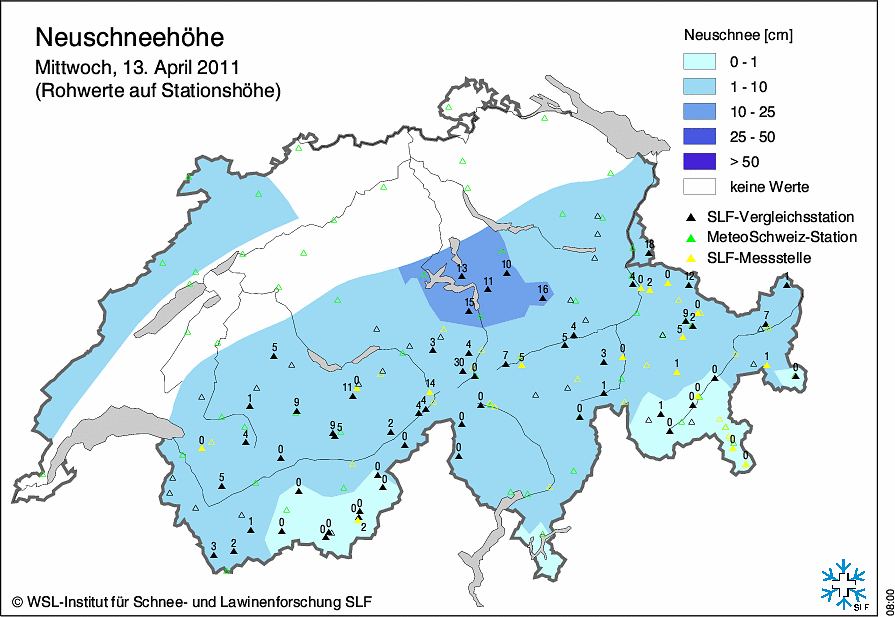 Neuschneehöhe
Mittwoch, 13. April 2011
(Rohwerte auf Stationshöhe)
Neuschnee [cm]
0 - 1
1 - 10
10 - 25
25 - 50
> 50
keine Werte
SLF-Vergleichsstation
MeteoSchweiz-Station
SLF-Messstelle
13
10
11
16
15
4 0 2 0 12 1
9 2 0
5
7
5 3 4 30 0 7 5 5 4 3 0 1 1 0
11 0 14
1 9 4 4 0 0 0 1 0 0 1 0
0 4 0 9 5 2 0 0 0 0
5 0 0 0
1 0 0 0 0 0 2
3 2
© WSL-Institut für Schnee- und Lawinenforschung SLF
SLF
08:00